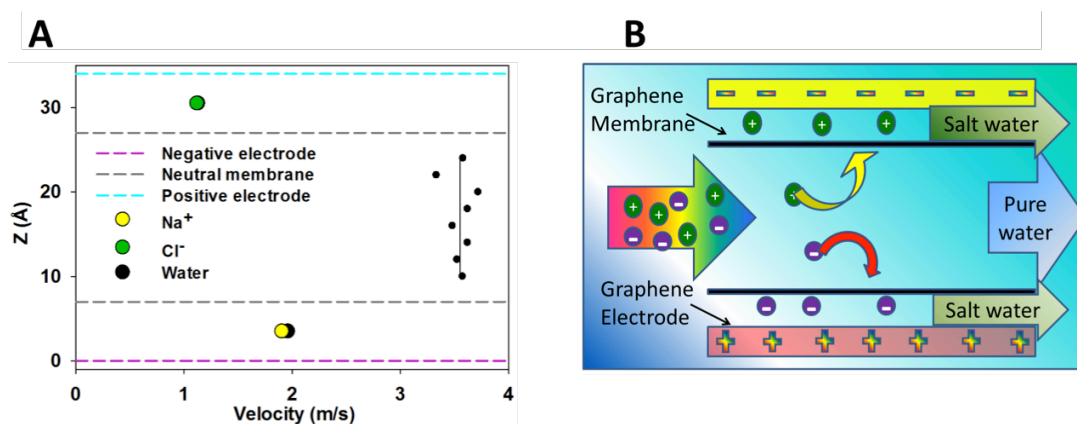 A
B
30
20
10
0
Z (Å)
Negative electrode
Neutral membrane
Positive electrode
Na+
Cl-
Water
0
1
2
3
4
Velocity (m/s)
Graphene
Membrane
Salt water
Pure
water
Graphene
Electrode
Salt water